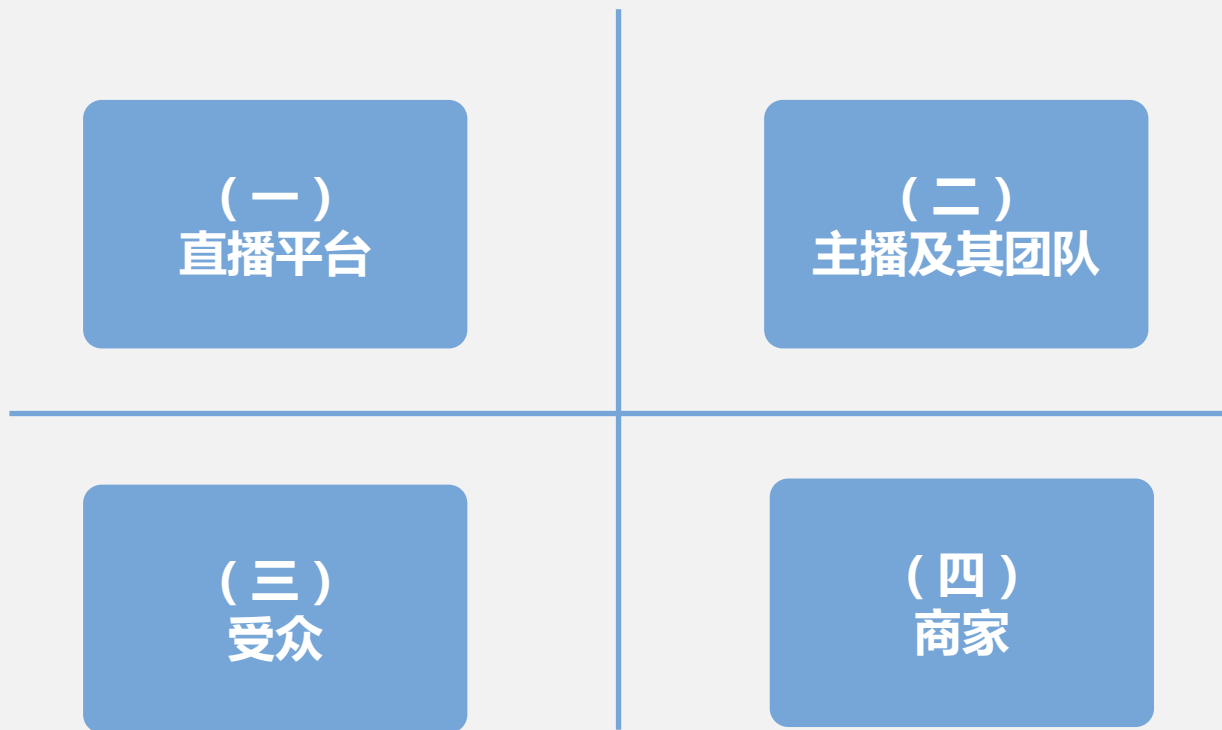 （一）
直播平台
（二）
主播及其团队
（三）
受众
（四）
商家